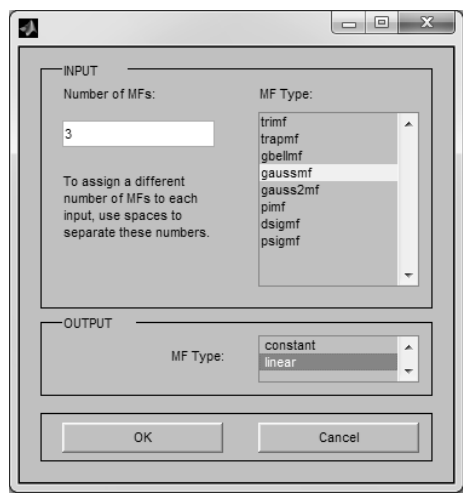 INPUT
Number of MFs:
3
To assign a different
number of MFs to each
input, use spaces to
separate these numbers.
MF Type:
trimf
trapmf
gbellmf
gaussmf
gauss2mf
pimf
dsigmf
psigmf
OUTPUT
MF Type:
constant
linear
OK
Cancel